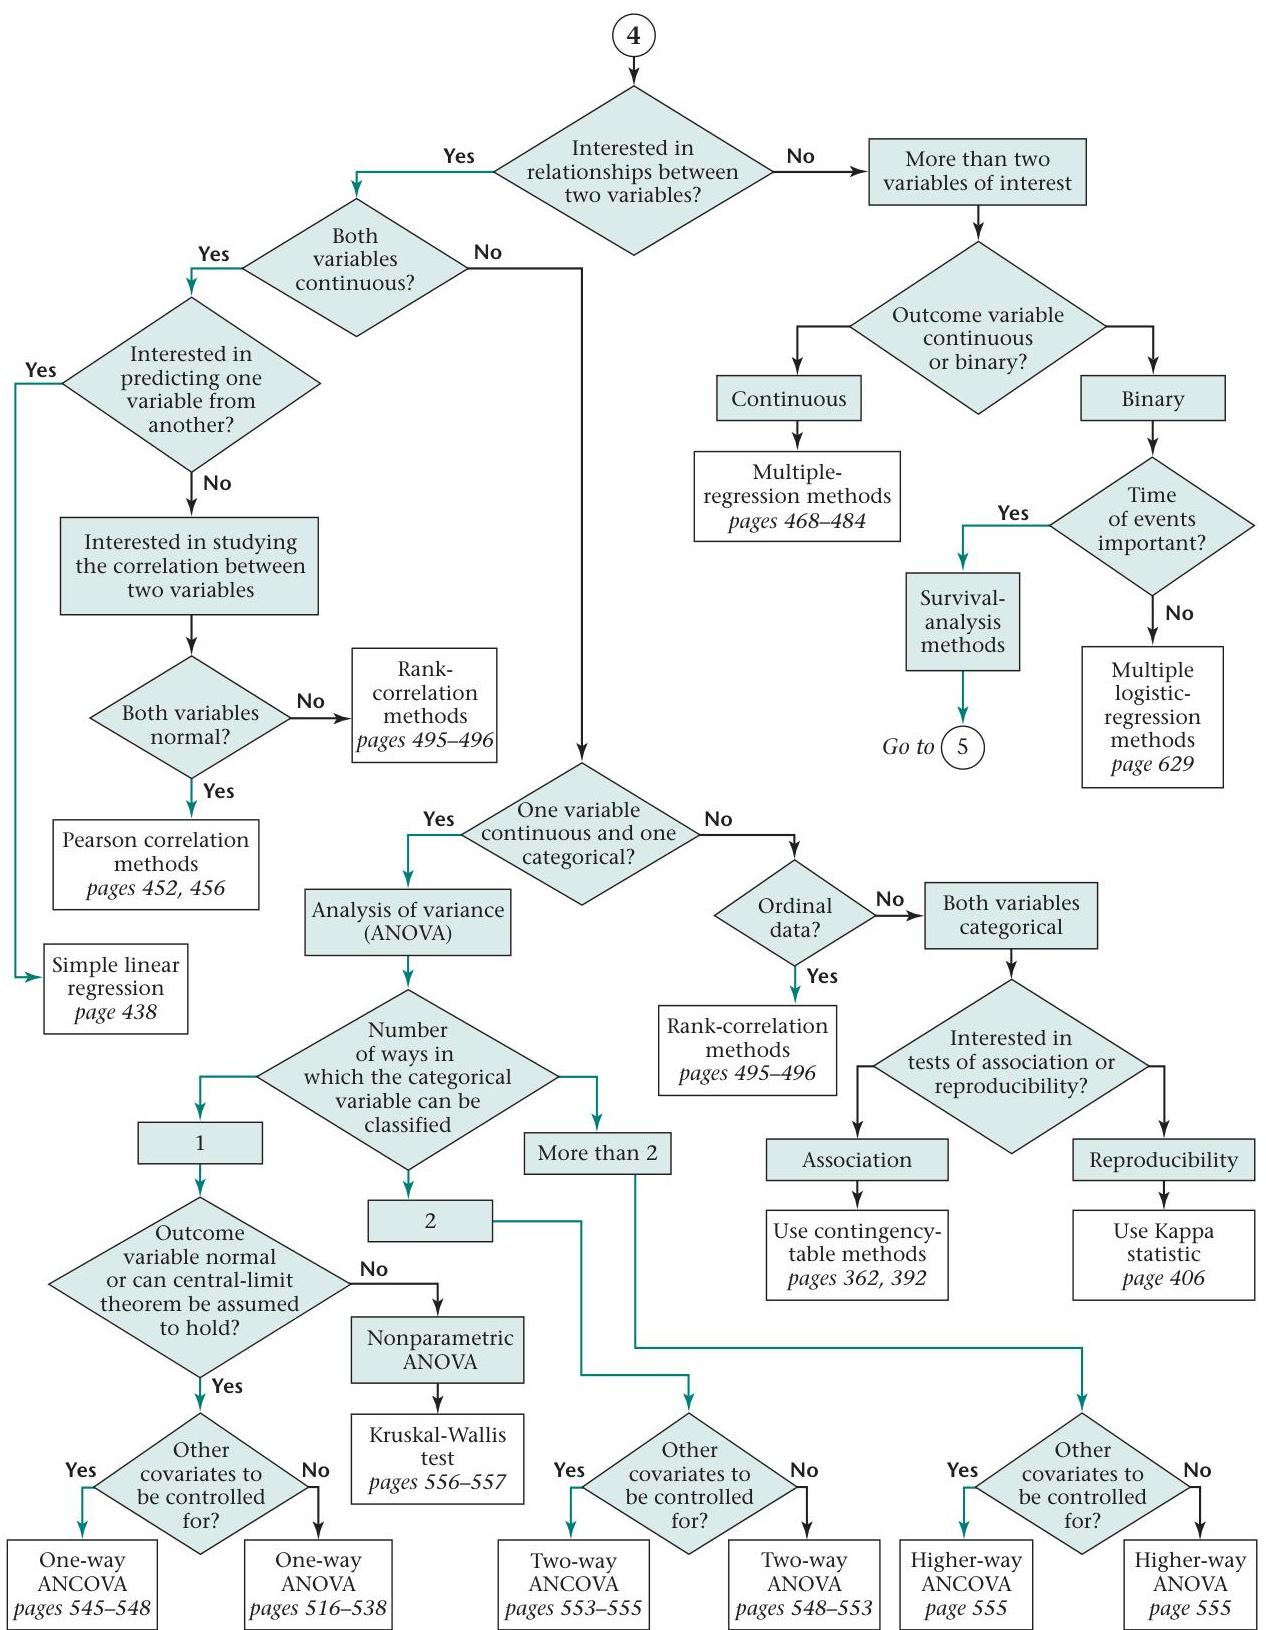 4
Interested in
relationships between
two variables?
Yes
No
More than two
variables of interest
Both
variables
continuous?
Yes
No
Outcome variable
continuous
or binary?
Interested in
predicting one
variable from
another?
Yes
No
Continuous
Binary
Multiple-
regression methods
pages 468–484
Time
of events
important?
Yes
No
Interested in studying
the correlation between
two variables
Survival-
analysis
methods
Go to 5
Multiple
logistic-
regression
methods
page 629
Both variables
normal?
No
Yes
Rank-
correlation
methods
pages 495–496
Pearson correlation
methods
pages 452, 456
Simple linear
regression
page 438
One variable
continuous and one
categorical?
Yes
No
Analysis of variance
(ANOVA)
Ordinal
data?
No
Yes
Both variables
categorical
Rank-correlation
methods
pages 495–496
Interested in
tests of association or
reproducibility?
Number
of ways in
which the categorical
variable can be
classified
1
2
More than 2
Association
Reproducibility
Use contingency-
table methods
pages 362, 392
Use Kappa
statistic
page 406
Outcome
variable normal
or can central-limit
theorem be assumed
to hold?
No
Yes
Nonparametric
ANOVA
Kruskal-Wallis
test
pages 556–557
Other
covariates to
be controlled
for?
Yes
No
One-way
ANCOVA
pages 545–548
One-way
ANOVA
pages 516–538
Other
covariates to
be controlled
for?
Yes
No
Two-way
ANCOVA
pages 553–555
Two-way
ANOVA
pages 548–553
Other
covariates to
be controlled
for?
Yes
No
Higher-way
ANCOVA
page 555
Higher-way
ANOVA
page 555